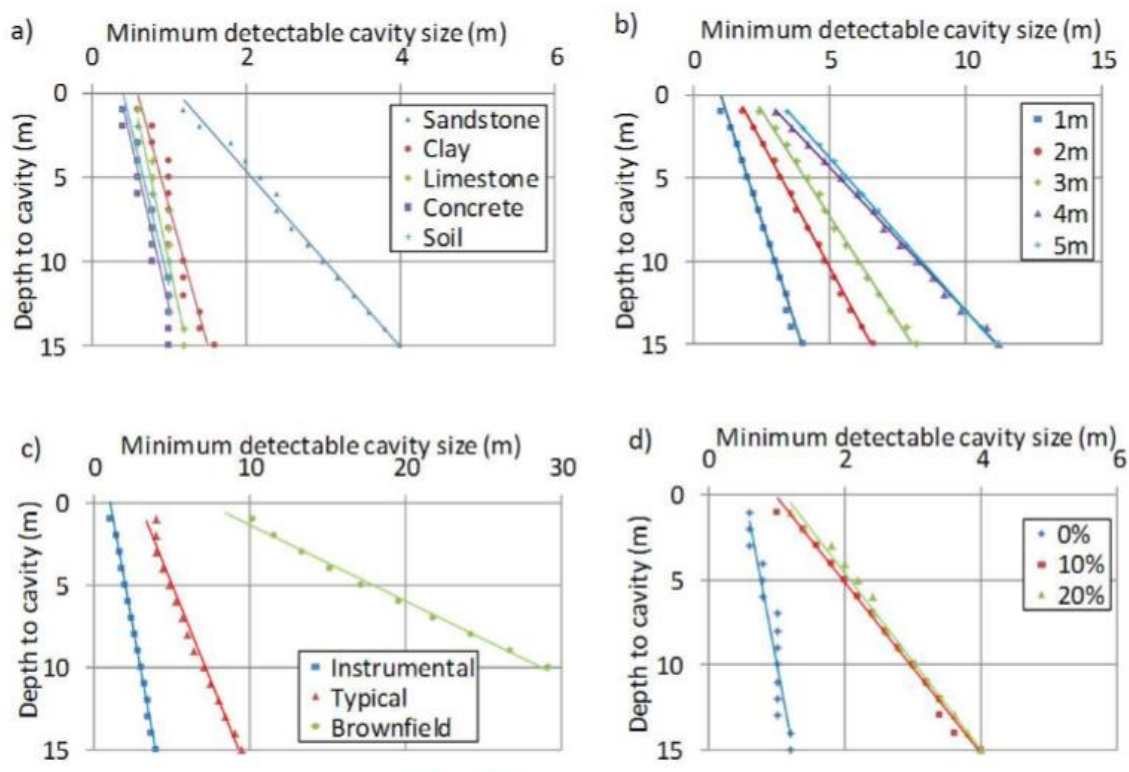 a) Minimum detectable cavity size (m)
0 2 4 6
Depth to cavity (m)
0
5
10
15
Sandstone
Clay
Limestone
Concrete
Soil
b) Minimum detectable cavity size (m)
0 5 10 15
Depth to cavity (m)
0
5
10
15
1m
2m
3m
4m
5m
c) Minimum detectable cavity size (m)
0 10 20 30
Depth to cavity (m)
0
5
10
15
Instrumental
Typical
Brownfield
d) Minimum detectable cavity size (m)
0 2 4 6
Depth to cavity (m)
0
5
10
15
0%
10%
20%